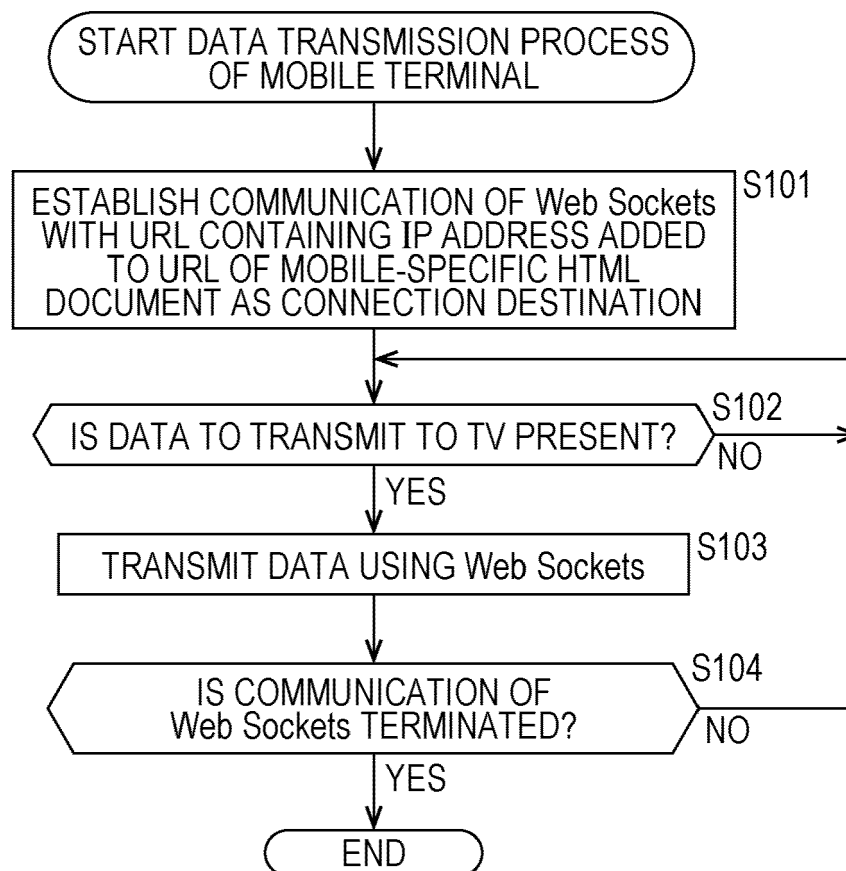 START DATA TRANSMISSION PROCESS
OF MOBILE TERMINAL
S101
ESTABLISH COMMUNICATION OF Web Sockets
WITH URL CONTAINING IP ADDRESS ADDED
TO URL OF MOBILE-SPECIFIC HTML
DOCUMENT AS CONNECTION DESTINATION
S102
IS DATA TO TRANSMIT TO TV PRESENT?
NO
YES
S103
TRANSMIT DATA USING Web Sockets
S104
IS COMMUNICATION OF
Web Sockets TERMINATED?
NO
YES
END